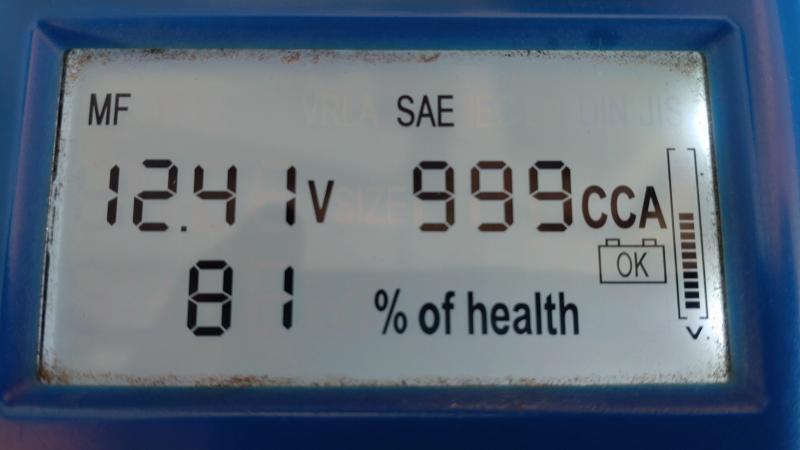 MF SAE
12.41V 999CCA
OK
81 % of health
V